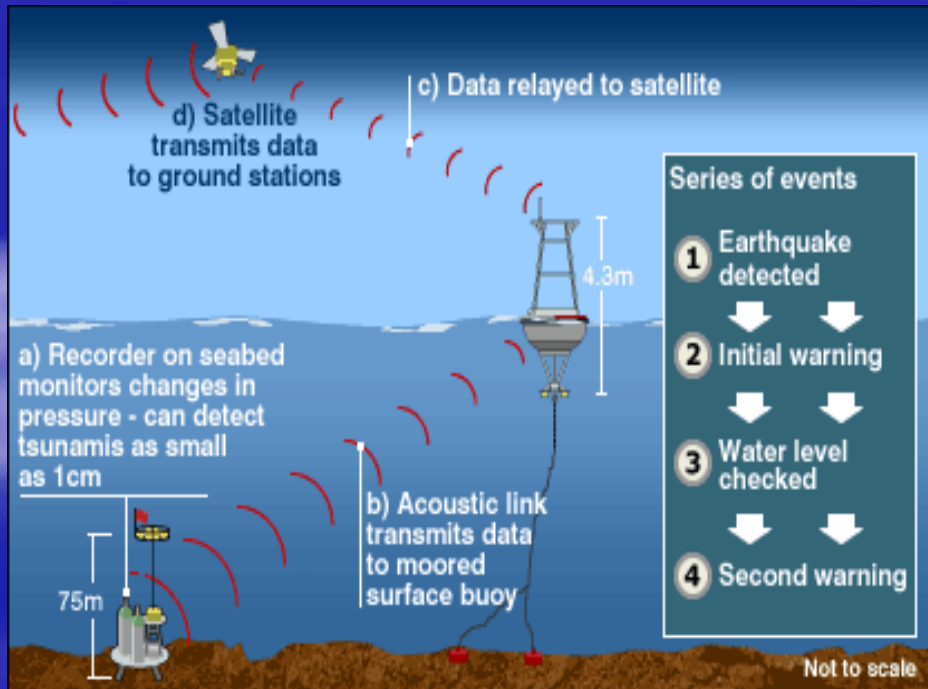 c) Data relayed to satellite
d) Satellite
transmits data
to ground stations
4.3m
a) Recorder on seabed
monitors changes in
pressure - can detect
tsunamis as small
as 1cm
b) Acoustic link
transmits data
to moored
surface buoy
75m
Series of events
1 Earthquake
detected
2 Initial warning
3 Water level
checked
4 Second warning
Not to scale